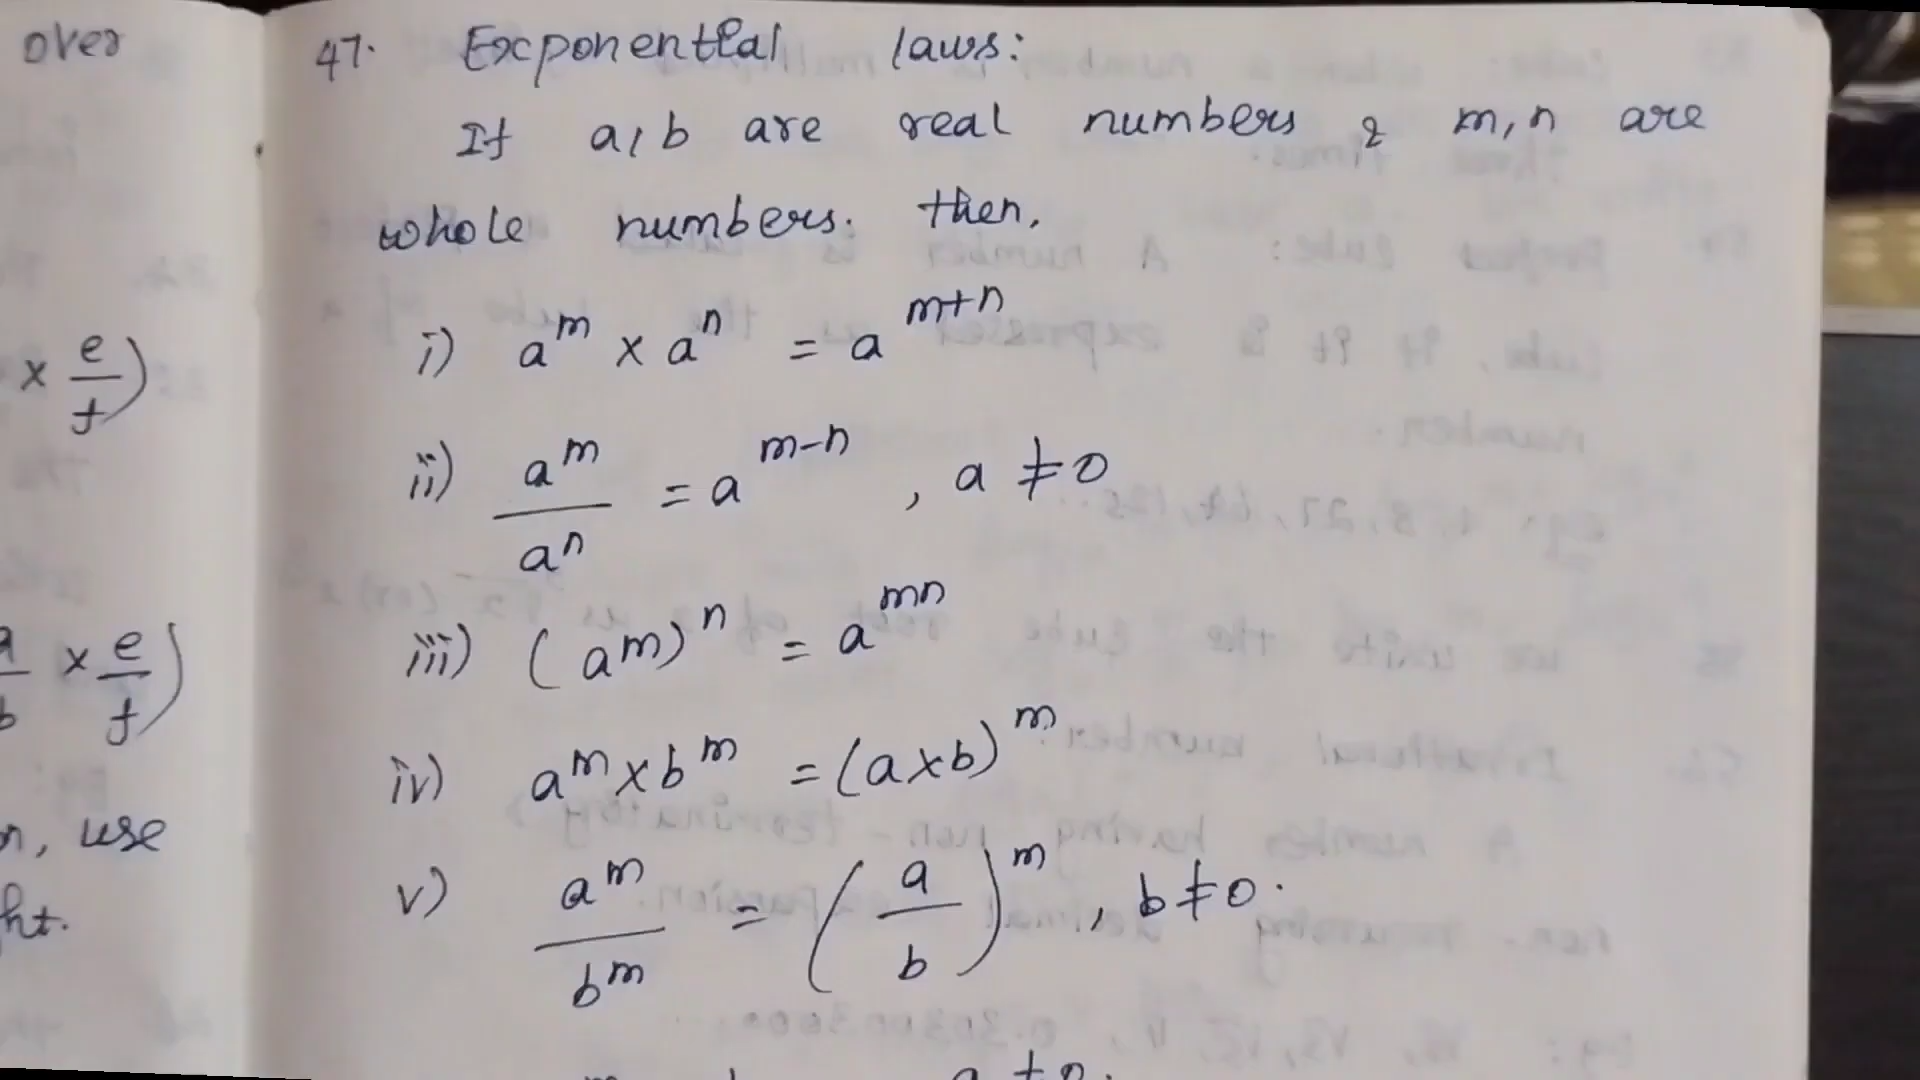 over
× e/f)
a/b × e/f)
n, use
ht.
47. Exponential laws:
If a, b are real numbers & m, n are
whole numbers. then,
i) a^m × a^n = a^(m+n)
ii) a^m / a^n = a^(m-n), a ≠ 0
iii) (a^m)^n = a^(mn)
iv) a^m × b^m = (a×b)^m
v) a^m / b^m = (a/b)^m, b ≠ 0.